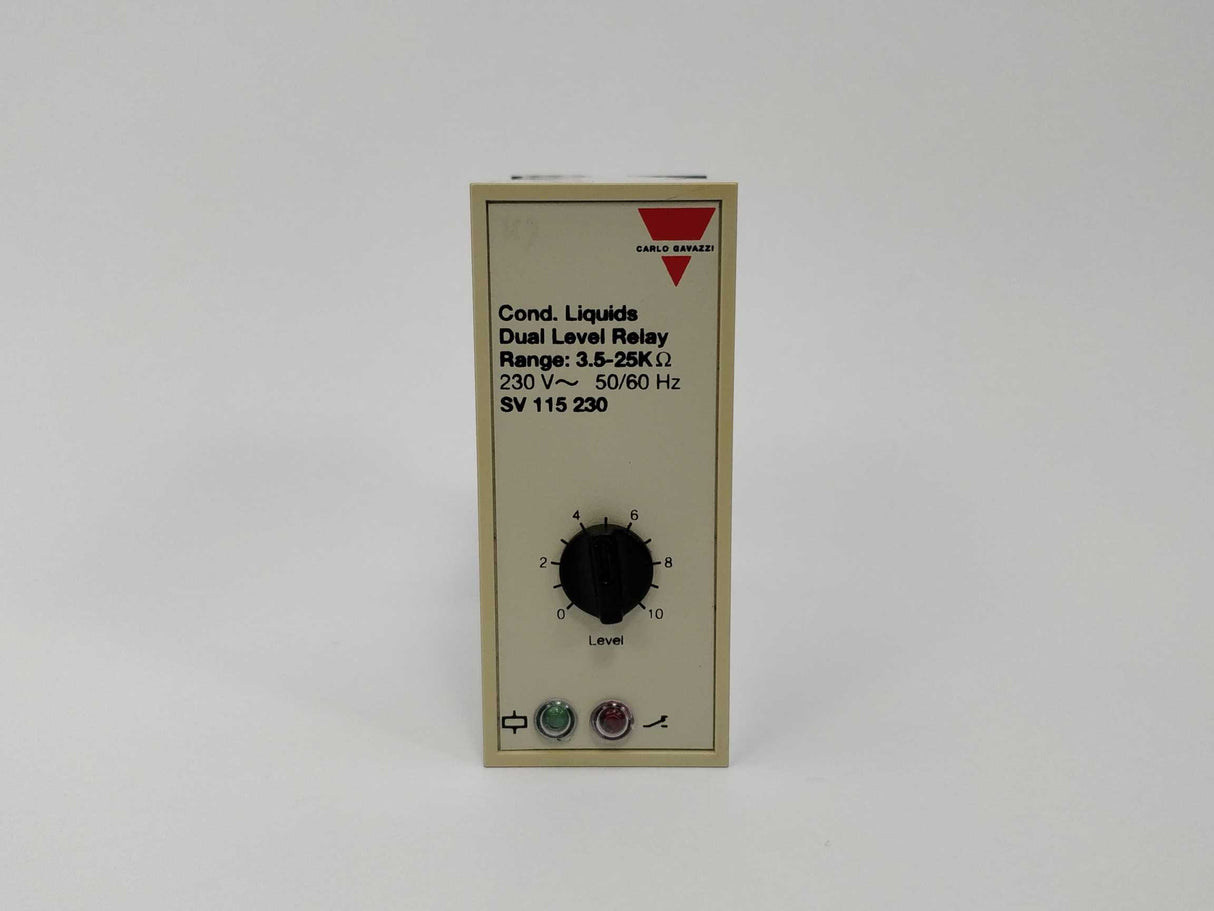 CARLO GAVAZZI
Cond. Liquids
Dual Level Relay
Range: 3.5-25KΩ
230 V~ 50/60 Hz
SV 115 230
4 6
2 8
0 10
Level